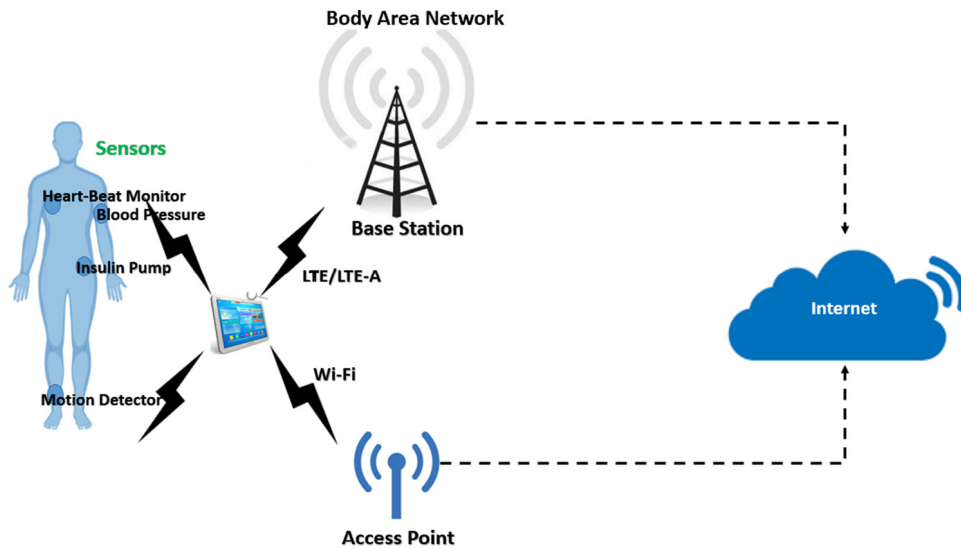 Body Area Network
Sensors
Heart-Beat Monitor
Blood Pressure
Base Station
Insulin Pump
LTE/LTE-A
Internet
Wi-Fi
Motion Detector
Access Point